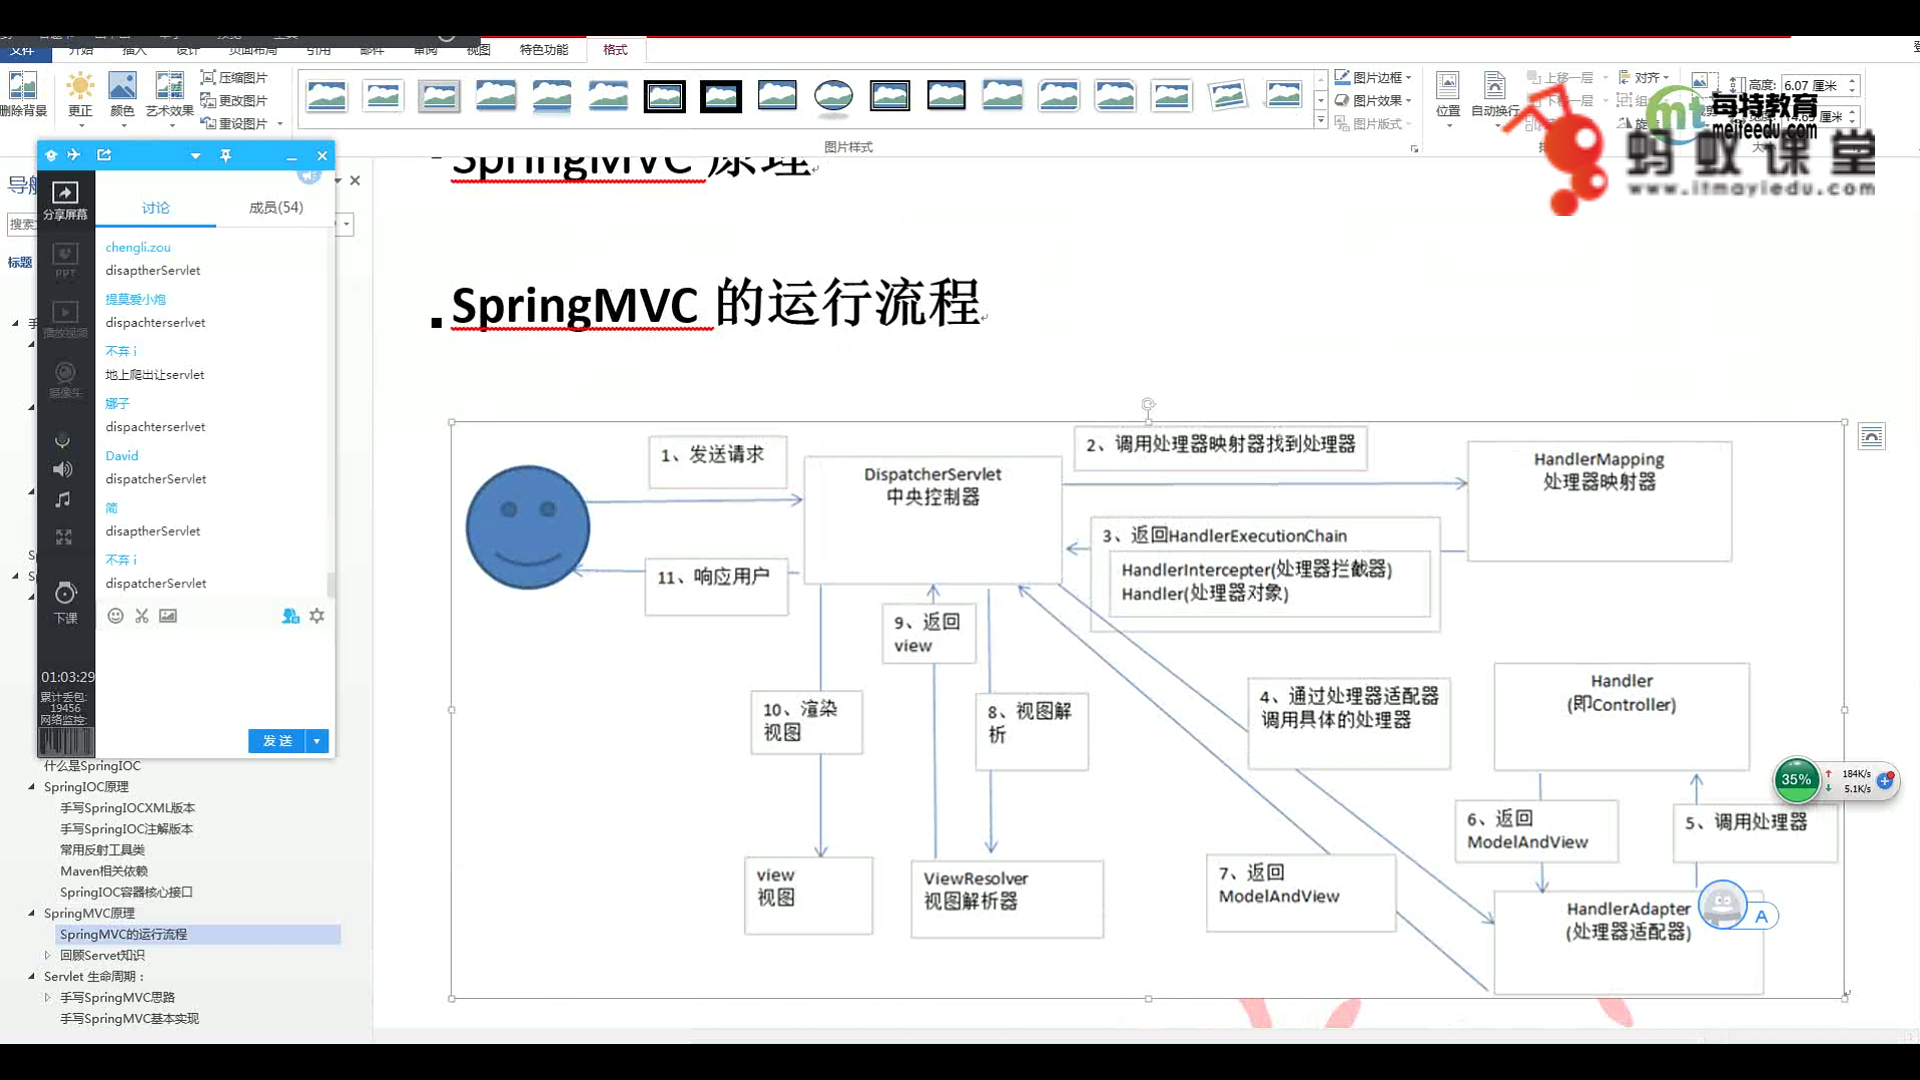 文件
开始
插入
设计
页面布局
引用
邮件
审阅
视图
特色功能
格式
删除背景
更正
颜色
艺术效果
压缩图片
更改图片
重设图片
图片样式
图片边框
图片效果
图片版式
位置
自动换行
上移一层
下移一层
对齐
高度:
6.07 厘米
每特教育
meiteedu.com
蚂蚁课堂
www.itmayiedu.com
标题
分享屏幕
PPT
播放视频
摄像头
下课
01:03:29
累计丢包:
19456
网络监控:
讨论
成员(54)
chengli.zou
disaptherServlet
提莫爱小炮
dispachterserlvet
不弃 i
地上爬出让servlet
娜子
dispachterserlvet
David
dispatcherServlet
简
disaptherServlet
不弃 i
dispatcherServlet
发 送
什么是SpringIOC
SpringIOC原理
手写SpringIOCXML版本
手写SpringIOC注解版本
常用反射工具类
Maven相关依赖
SpringIOC容器核心接口
SpringMVC原理
SpringMVC的运行流程
回顾Servet知识
Servlet 生命周期：
手写SpringMVC思路
手写SpringMVC基本实现
SpringMVC 原理
SpringMVC 的运行流程
1、发送请求
DispatcherServlet
中央控制器
2、调用处理器映射器找到处理器
HandlerMapping
处理器映射器
3、返回HandlerExecutionChain
HandlerIntercepter(处理器拦截器)
Handler(处理器对象)
11、响应用户
9、返回
view
10、渲染
视图
8、视图解
析
4、通过处理器适配器
调用具体的处理器
Handler
(即Controller)
6、返回
ModelAndView
5、调用处理器
view
视图
ViewResolver
视图解析器
7、返回
ModelAndView
HandlerAdapter
(处理器适配器)
35%
184K/s
5.1K/s
A